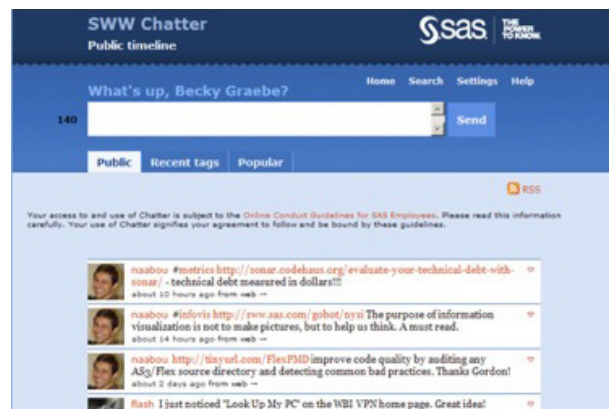 SWW Chatter
Public timeline
sas THE POWER TO KNOW.
Home Search Settings Help
What's up, Becky Graebe?
140
Send
Public Recent tags Popular
RSS
Your access to and use of Chatter is subject to the Online Conduct Guidelines for SAS Employees. Please read this information
carefully. Your use of Chatter signifies your agreement to follow and be bound by these guidelines.
naabou #metrics http://sonar.codehaus.org/evaluate-your-technical-debt-with-
sonar/ - technical debt measured in dollars!!!
about 10 hours ago from web
naabou #infovis http://sww.sas.com/gobot/nysi The purpose of information
visualization is not to make pictures, but to help us think. A must read.
about 14 hours ago from web
naabou http://tinyurl.com/FlexPMD improve code quality by auditing any
AS3/Flex source directory and detecting common bad practices. Thanks Gordon!
about 2 days ago from web
flash I just noticed "Look Up My PC" on the WBI VPN home page. Great idea!